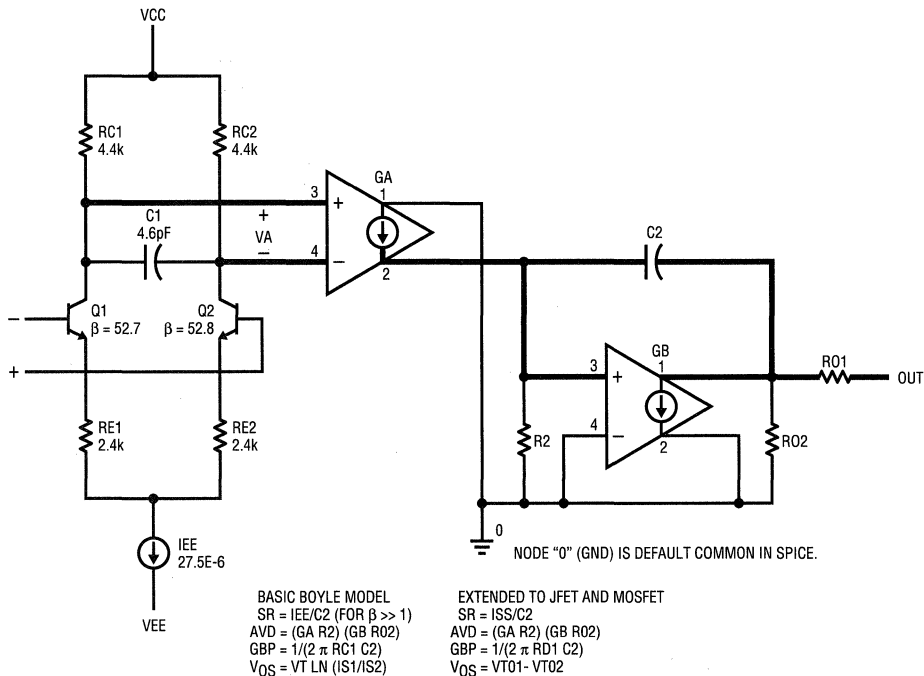 VCC
RC1
4.4k
RC2
4.4k
GA
3
1
+
+
C1
4.6pF
VA
–
4
–
2
C2
Q1
β = 52.7
Q2
β = 52.8
–
+
GB
3
1
+
RO1
OUT
RE1
2.4k
RE2
2.4k
R2
4
–
2
RO2
0
IEE
27.5E-6
NODE "0" (GND) IS DEFAULT COMMON IN SPICE.
VEE
BASIC BOYLE MODEL
SR = IEE/C2 (FOR β >> 1)
AVD = (GA R2) (GB R02)
GBP = 1/(2 π RC1 C2)
VOS = VT LN (IS1/IS2)
EXTENDED TO JFET AND MOSFET
SR = ISS/C2
AVD = (GA R2) (GB R02)
GBP = 1/(2 π RD1 C2)
VOS = VT01- VT02